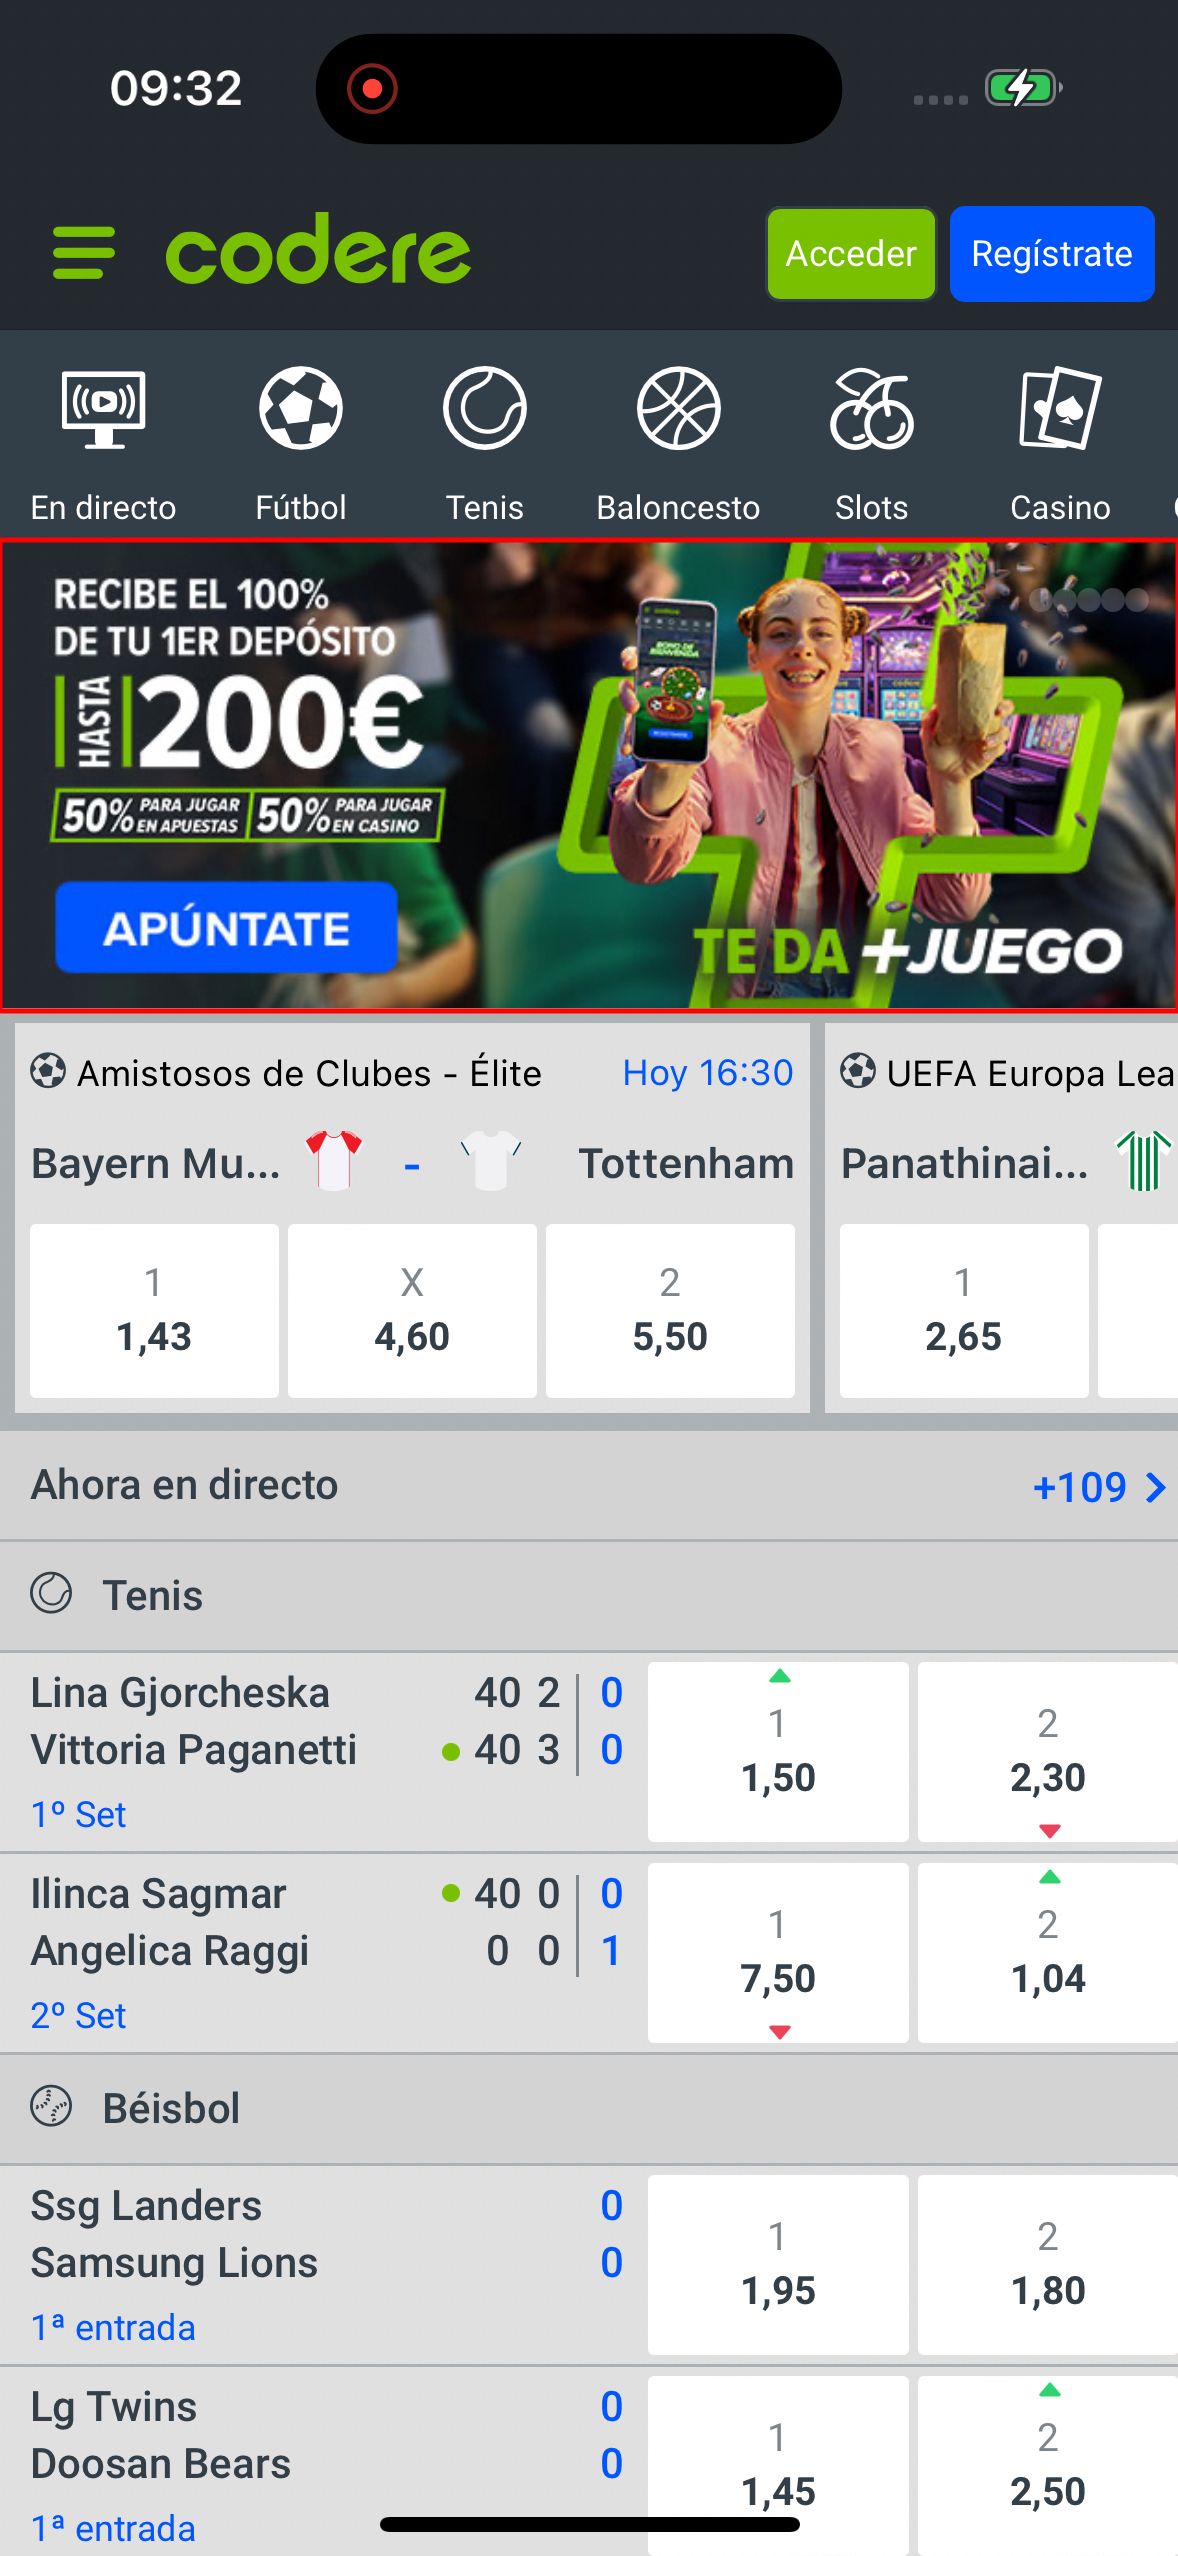 09:32
codere
Acceder
Regístrate
En directo
Fútbol
Tenis
Baloncesto
Slots
Casino
RECIBE EL 100%
DE TU 1ER DEPÓSITO
HASTA 200€
50% PARA JUGAR EN APUESTAS 50% PARA JUGAR EN CASINO
APÚNTATE
TE DA +JUEGO
Amistosos de Clubes - Élite Hoy 16:30
Bayern Mu... - Tottenham
1 X 2
1,43 4,60 5,50
UEFA Europa Lea
Panathinai...
1
2,65
Ahora en directo +109
Tenis
Lina Gjorcheska 40 2 0
Vittoria Paganetti 40 3 0
1º Set
1 2
1,50 2,30
Ilinca Sagmar 40 0 0
Angelica Raggi 0 0 1
2º Set
1 2
7,50 1,04
Béisbol
Ssg Landers 0
Samsung Lions 0
1ª entrada
1 2
1,95 1,80
Lg Twins 0
Doosan Bears 0
1ª entrada
1 2
1,45 2,50